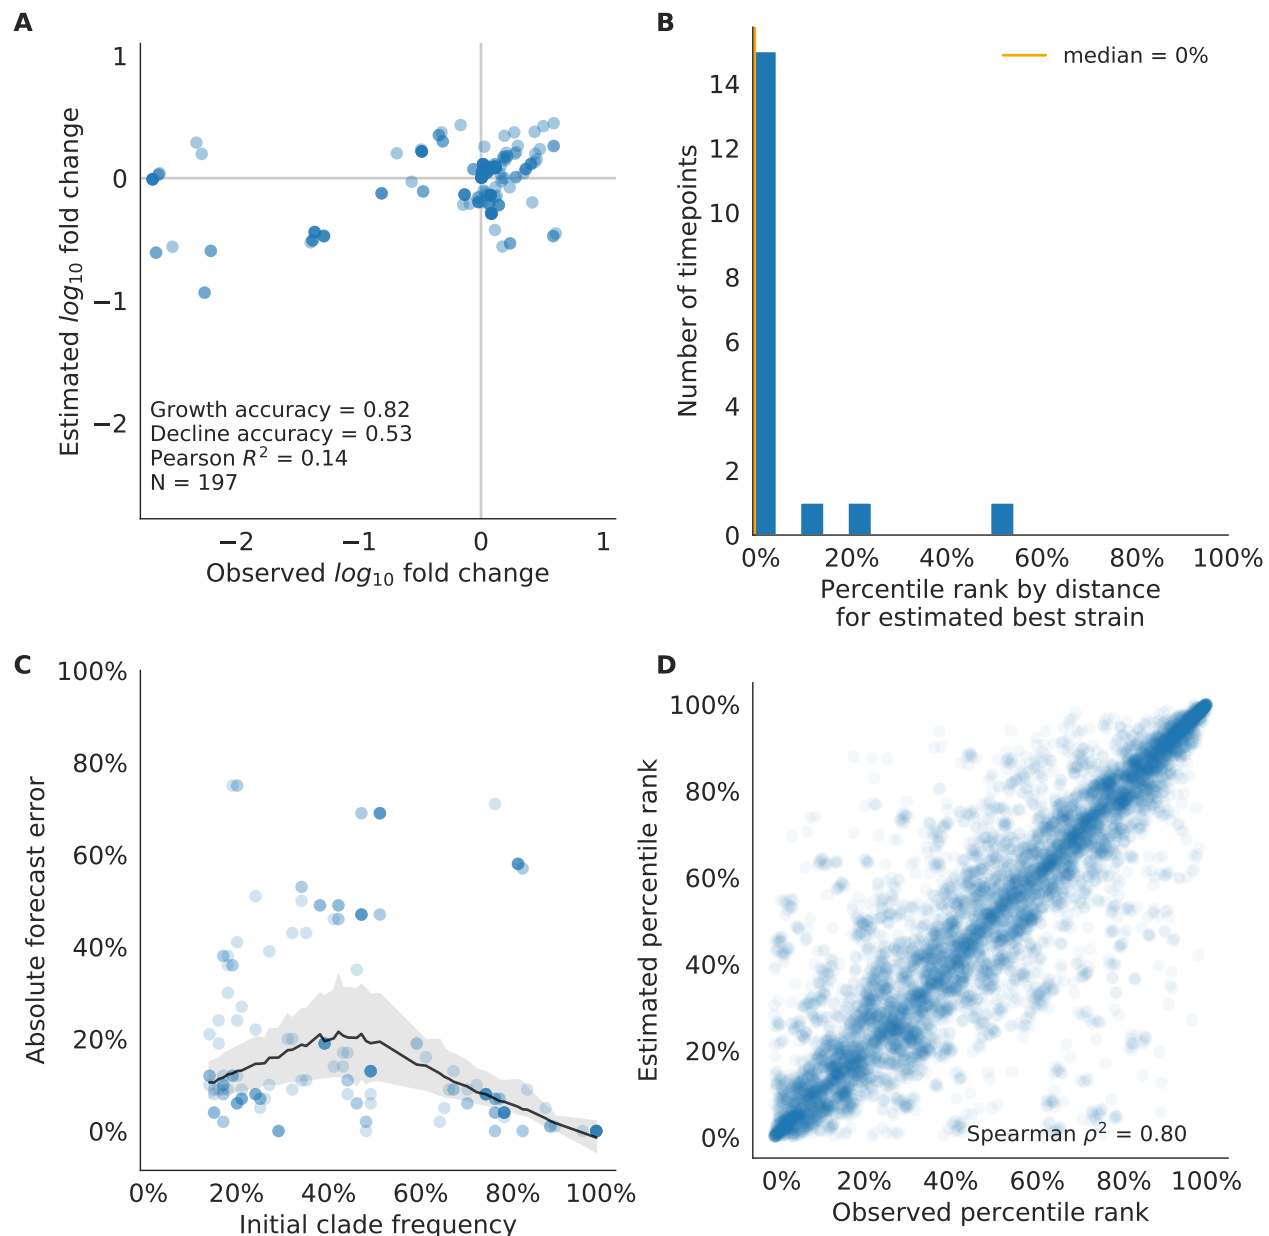 A
1
0
−1
−2
Estimated log10 fold change
Growth accuracy = 0.82
Decline accuracy = 0.53
Pearson R2 = 0.14
N = 197
−2
−1
0
1
Observed log10 fold change
B
median = 0%
14
12
10
8
6
4
2
0
Number of timepoints
0%
20%
40%
60%
80%
100%
Percentile rank by distance
for estimated best strain
C
100%
80%
60%
40%
20%
0%
Absolute forecast error
0%
20%
40%
60%
80%
100%
Initial clade frequency
D
100%
80%
60%
40%
20%
0%
Estimated percentile rank
Spearman ρ2 = 0.80
0%
20%
40%
60%
80%
100%
Observed percentile rank